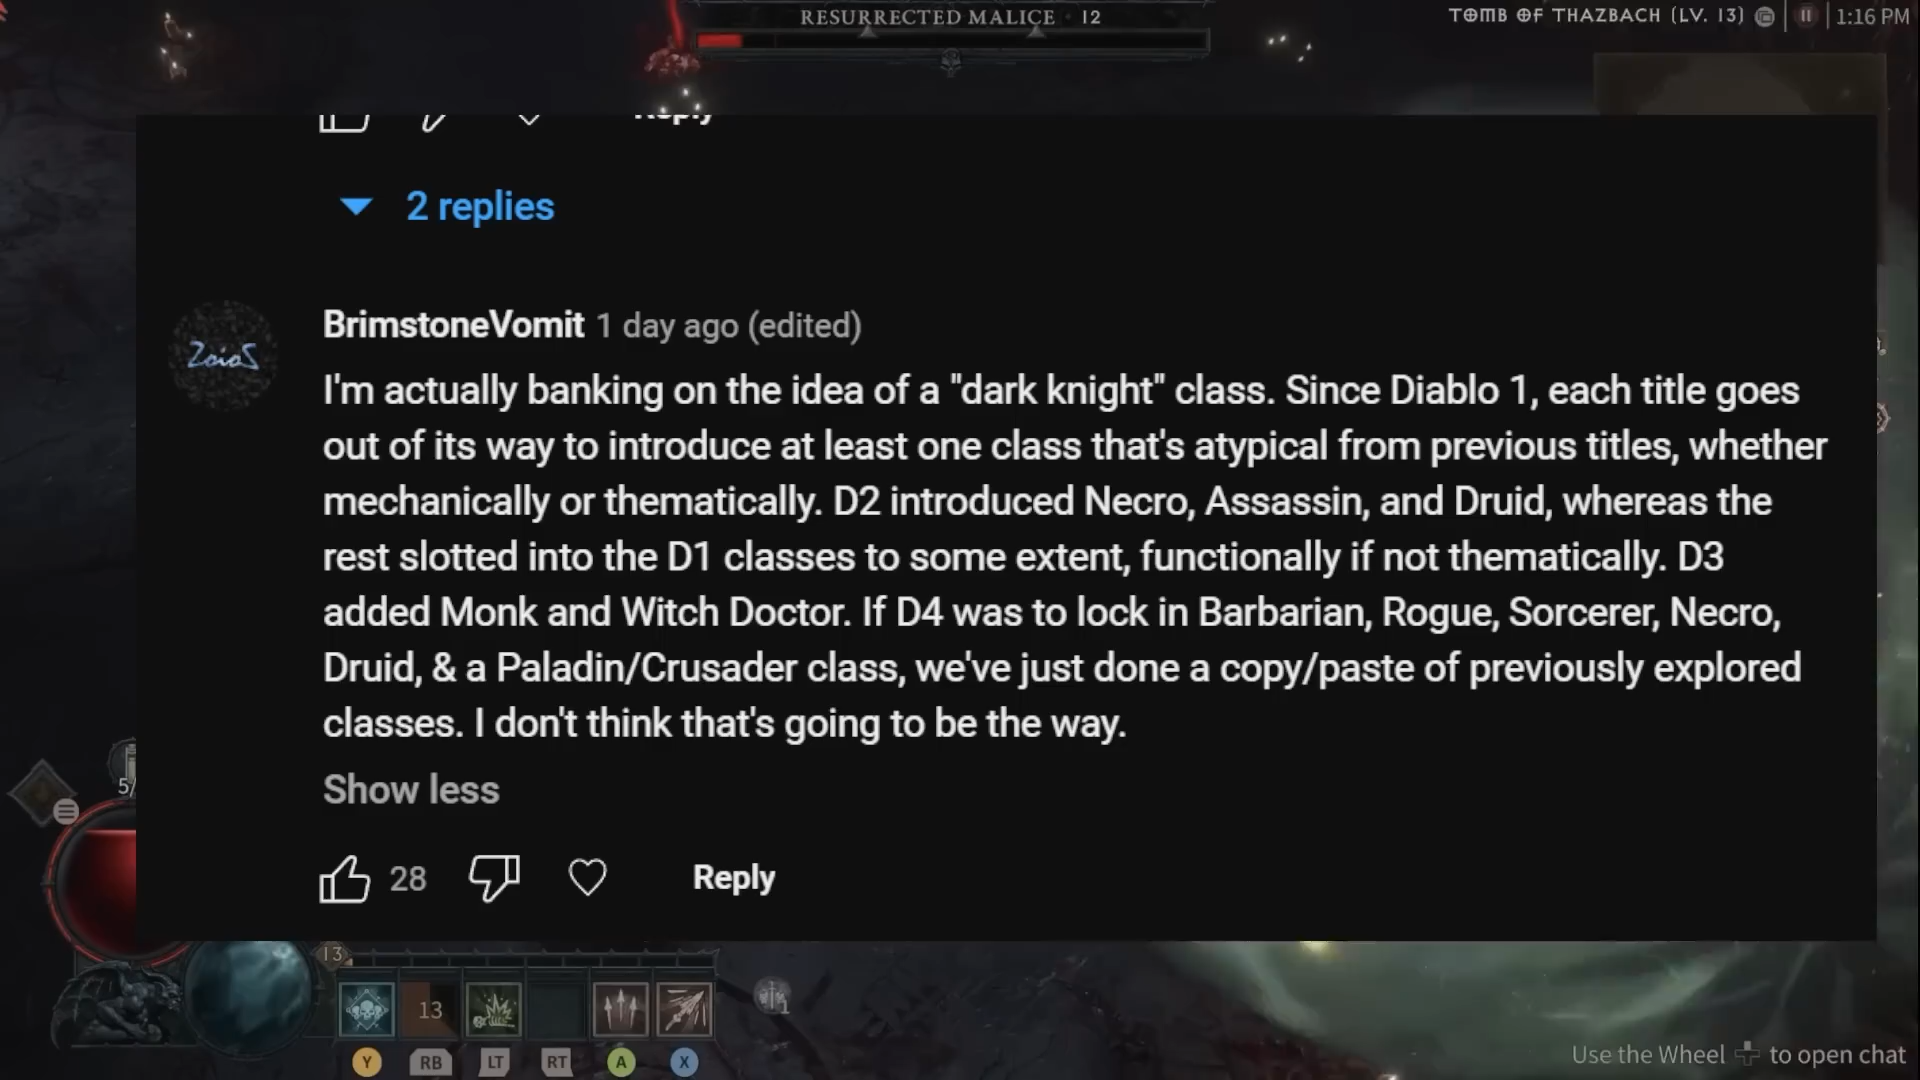 RESURRECTED MALICE 12
TOMB OF THAZBACH (LV. 13)
1:16 PM
Reply
2 replies
ZoioS
BrimstoneVomit 1 day ago (edited)
I'm actually banking on the idea of a "dark knight" class. Since Diablo 1, each title goes
out of its way to introduce at least one class that's atypical from previous titles, whether
mechanically or thematically. D2 introduced Necro, Assassin, and Druid, whereas the
rest slotted into the D1 classes to some extent, functionally if not thematically. D3
added Monk and Witch Doctor. If D4 was to lock in Barbarian, Rogue, Sorcerer, Necro,
Druid, & a Paladin/Crusader class, we've just done a copy/paste of previously explored
classes. I don't think that's going to be the way.
Show less
28
Reply
5/
13
13
1
Y RB LT RT A X
Use the Wheel to open chat